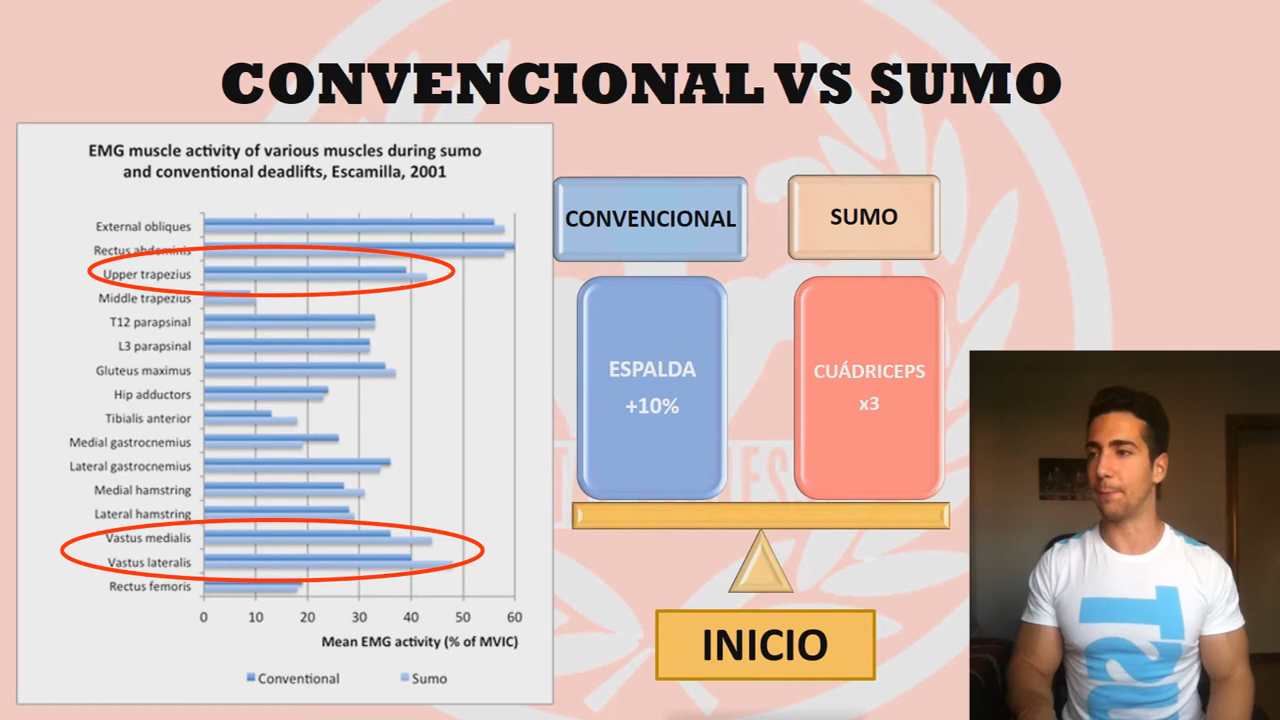 CONVENCIONAL VS SUMO
EMG muscle activity of various muscles during sumo
and conventional deadlifts, Escamilla, 2001
External obliques
Rectus abdominis
Upper trapezius
Middle trapezius
T12 parapsinal
L3 parapsinal
Gluteus maximus
Hip adductors
Tibialis anterior
Medial gastrocnemius
Lateral gastrocnemius
Medial hamstring
Lateral hamstring
Vastus medialis
Vastus lateralis
Rectus femoris
0 10 20 30 40 50 60
Mean EMG activity (% of MVIC)
Conventional Sumo
CONVENCIONAL
SUMO
ESPALDA
+10%
CUÁDRICEPS
x3
INICIO